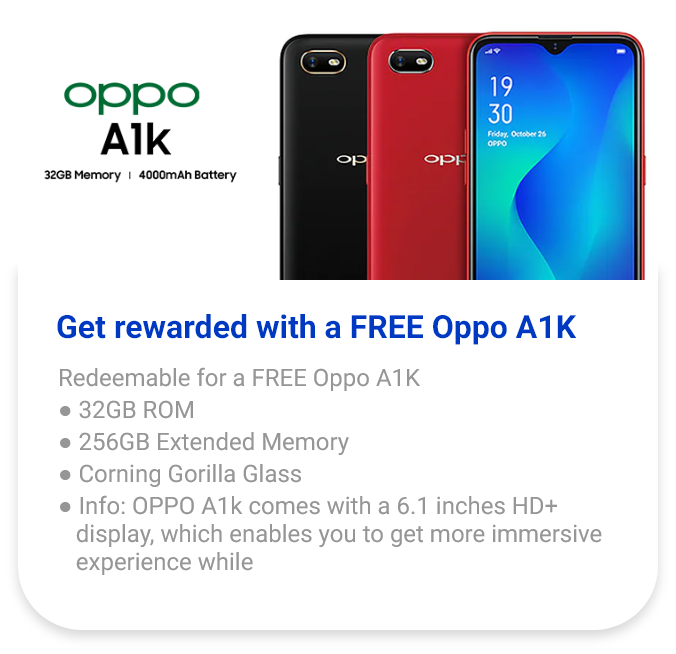 oppo
A1k
32GB Memory | 4000mAh Battery
op
opp
19
30
Friday, October 26
OPPO
Get rewarded with a FREE Oppo A1K
Redeemable for a FREE Oppo A1K
● 32GB ROM
● 256GB Extended Memory
● Corning Gorilla Glass
● Info: OPPO A1k comes with a 6.1 inches HD+
display, which enables you to get more immersive
experience while